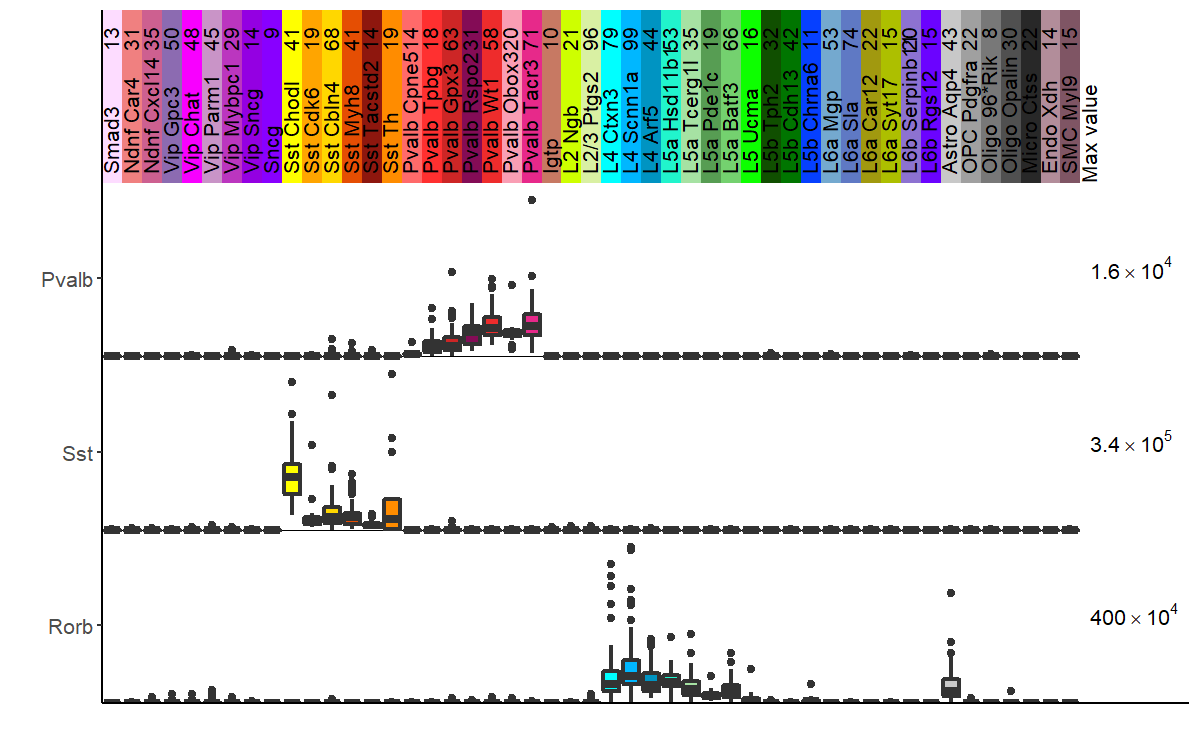 Smad3 13
Ndnf Car4 31
Ndnf Cxcl14 35
Vip Gpc3 50
Vip Chat 48
Vip Parm1 45
Vip Mybpc1 29
Vip Sncg 14
Sncg 9
Sst Chodl 41
Sst Cdk6 19
Sst Cbln4 68
Sst Myh8 41
Sst Tacstd2 14
Sst Th 19
Pvalb Cpne5 14
Pvalb Tpbg 18
Pvalb Gpx3 63
Pvalb Rspo2 31
Pvalb Wt1 58
Pvalb Obox3 20
Pvalb Tacr3 71
Igtp 10
L2 Ngb 21
L2/3 Ptgs2 96
L4 Ctxn3 79
L4 Scnn1a 99
L4 Arf5 44
L5a Hsd11b1 53
L5a Tcerg1l 35
L5a Pde1c 19
L5a Batf3 66
L5 Ucma 16
L5b Tph2 32
L5b Cdh13 42
L5b Chrna6 11
L6a Mgp 53
L6a Sla 74
L6a Car12 22
L6a Syt17 15
L6b Serpinb11 20
L6b Rgs12 15
Astro Aqp4 43
OPC Pdgfra 22
Oligo 96*Rik 8
Oligo Opalin 30
Micro Ctss 22
Endo Xdh 14
SMC Myl9 15
Max value
Pvalb 1.6 × 10⁴
Sst 3.4 × 10⁵
Rorb 400 × 10⁴